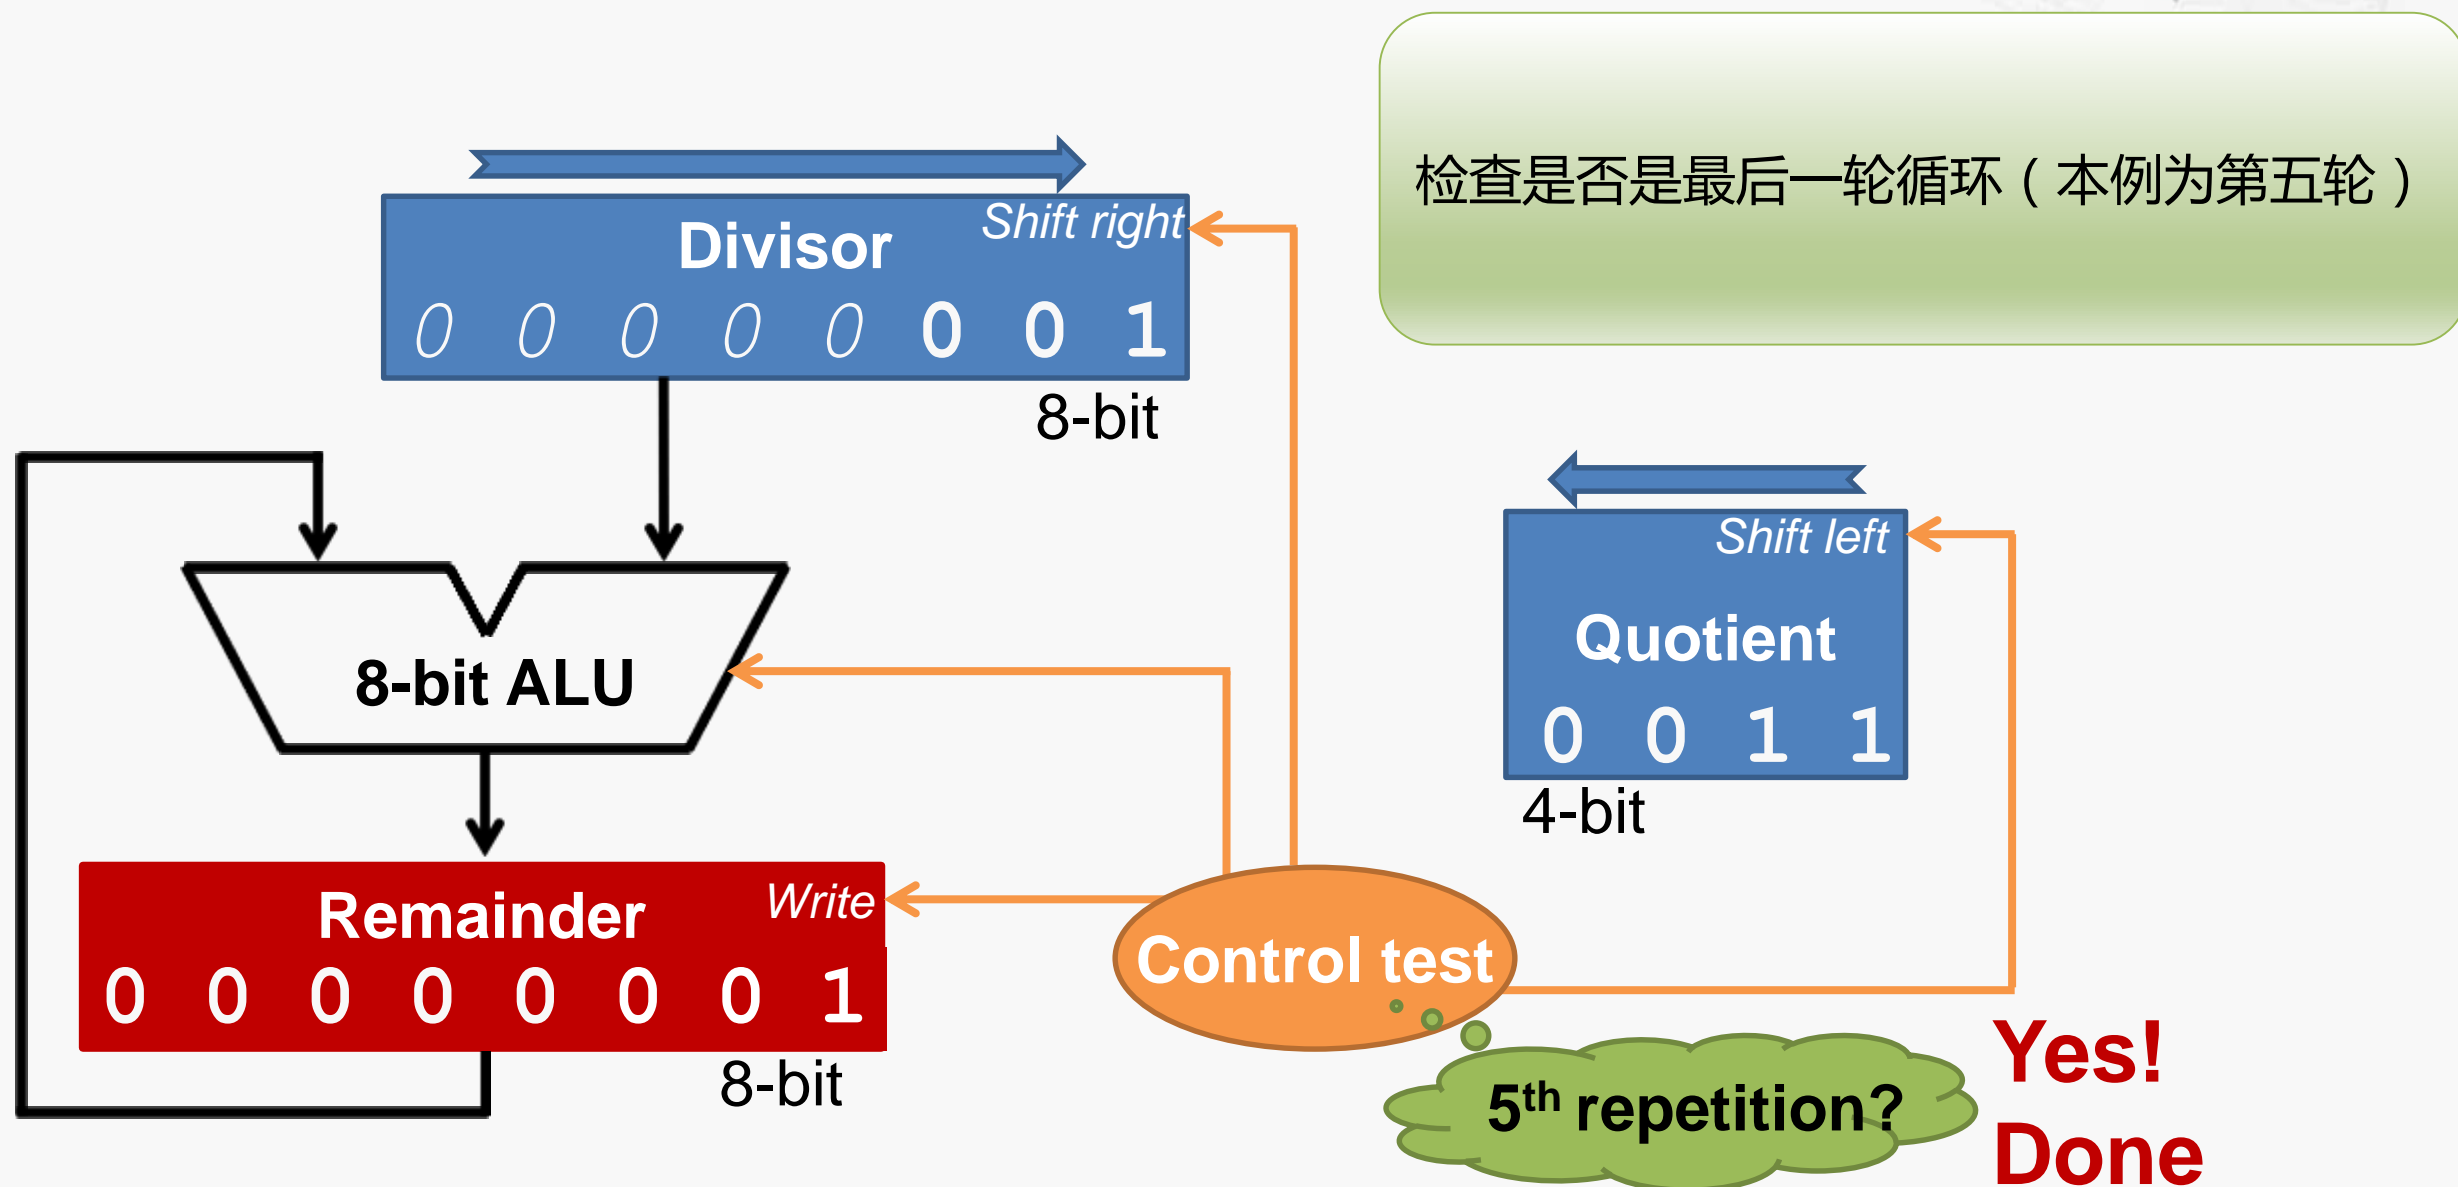 检查是否是最后一轮循环（本例为第五轮）
Shift right
Divisor
0 0 0 0 0 0 0 1
8-bit
Shift left
Quotient
0 0 1 1
4-bit
8-bit ALU
Write
Remainder
0 0 0 0 0 0 0 1
8-bit
Control test
5th repetition?
Yes!
Done